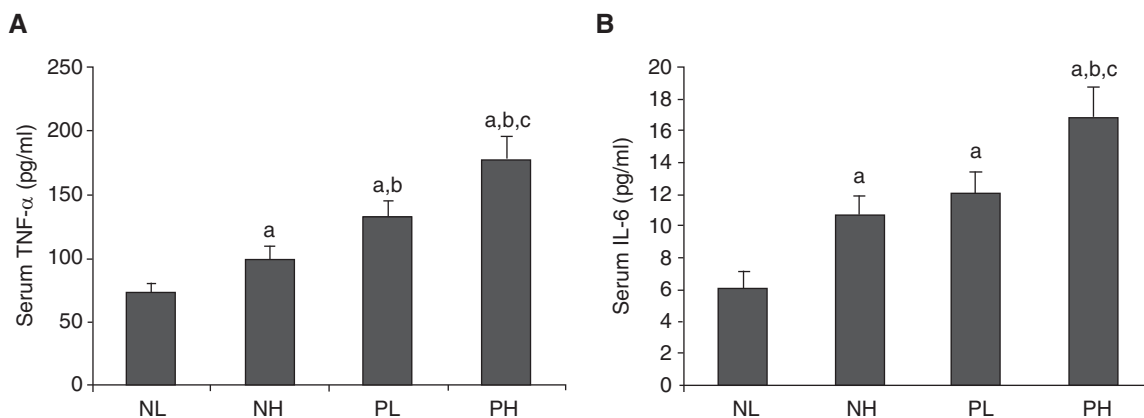 A
Serum TNF-α (pg/ml)
250
200
150
100
50
0
a
a,b
a,b,c
NL NH PL PH
B
Serum IL-6 (pg/ml)
20
18
16
14
12
10
8
6
4
2
0
a
a
a,b,c
NL NH PL PH